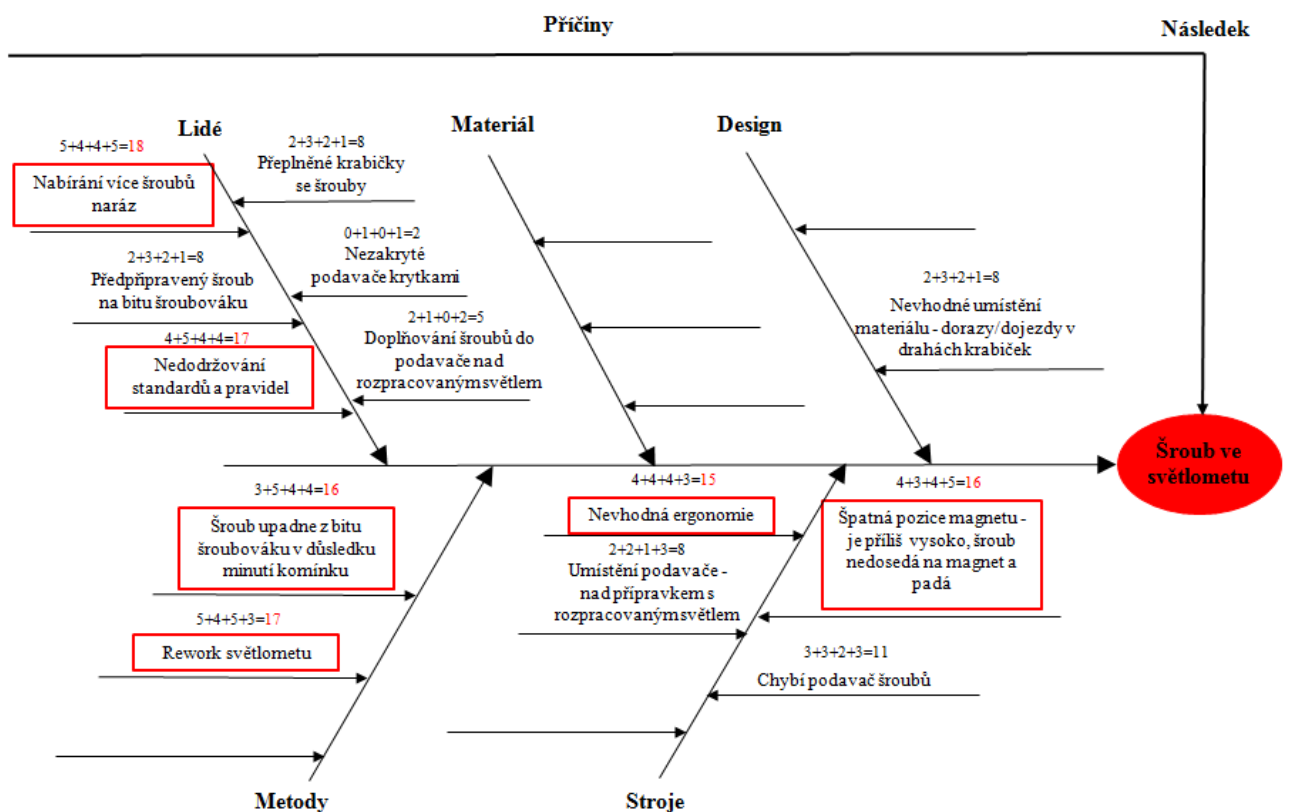 Příčiny
Následek
Lidé
Materiál
Design
5+4+4+5=18
Nabírání více šroubů
naráz
2+3+2+1=8
Přeplněné krabičky
se šrouby
0+1+0+1=2
Nezakryté
podavače krytkami
2+3+2+1=8
Předpřipravený šroub
na bitu šroubováku
2+1+0+2=5
Doplňování šroubů do
podavače nad
rozpracovaným světlem
4+5+4+4=17
Nedodržování
standardů a pravidel
2+3+2+1=8
Nevhodné umístění
materiálu - dorazy/dojezdy v
drahách krabiček
Šroub ve
světlometu
3+5+4+4=16
Šroub upadne z bitu
šroubováku v důsledku
minutí komínku
5+4+5+3=17
Rework světlometu
4+4+4+3=15
Nevhodná ergonomie
2+2+1+3=8
Umístění podavače -
nad přípravkem s
rozpracovaným světlem
4+3+4+5=16
Špatná pozice magnetu -
je příliš vysoko, šroub
nedosedá na magnet a
padá
3+3+2+3=11
Chybí podavač šroubů
Metody
Stroje